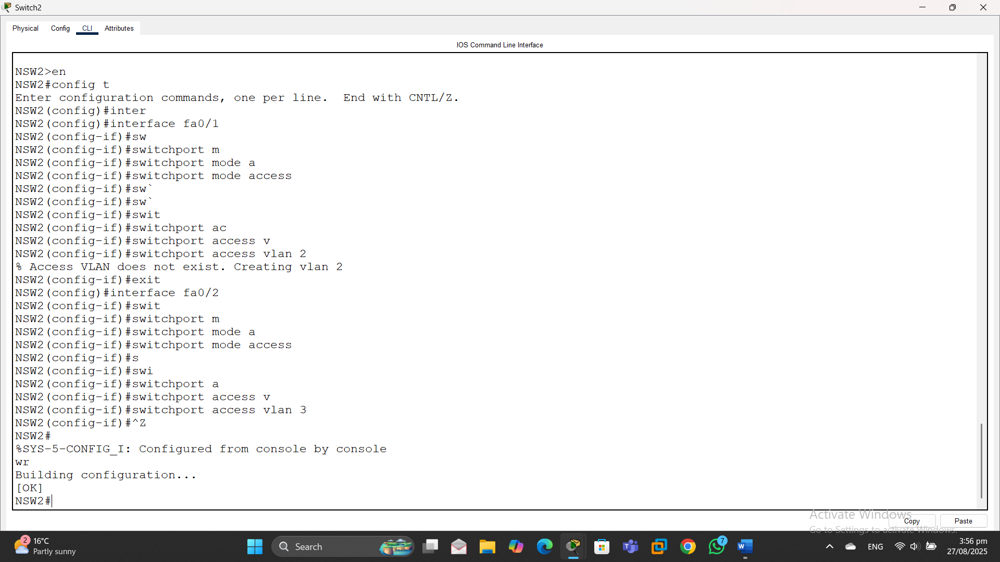 Switch2
Physical Config CLI Attributes
IOS Command Line Interface
NSW2>en
NSW2#config t
Enter configuration commands, one per line.  End with CNTL/Z.
NSW2(config)#inter
NSW2(config)#interface fa0/1
NSW2(config-if)#sw
NSW2(config-if)#switchport m
NSW2(config-if)#switchport mode a
NSW2(config-if)#switchport mode access
NSW2(config-if)#sw`
NSW2(config-if)#sw`
NSW2(config-if)#swit
NSW2(config-if)#switchport ac
NSW2(config-if)#switchport access v
NSW2(config-if)#switchport access vlan 2
% Access VLAN does not exist. Creating vlan 2
NSW2(config-if)#exit
NSW2(config)#interface fa0/2
NSW2(config-if)#swit
NSW2(config-if)#switchport m
NSW2(config-if)#switchport mode a
NSW2(config-if)#switchport mode access
NSW2(config-if)#s
NSW2(config-if)#swi
NSW2(config-if)#switchport a
NSW2(config-if)#switchport access v
NSW2(config-if)#switchport access vlan 3
NSW2(config-if)#^Z
NSW2#
%SYS-5-CONFIG_I: Configured from console by console
wr
Building configuration...
[OK]
NSW2#
Activate Windows
Go to Settings to activate Windows.
Copy Paste
2
16°C
Partly sunny
Search
7
ENG
3:56 pm
27/08/2025